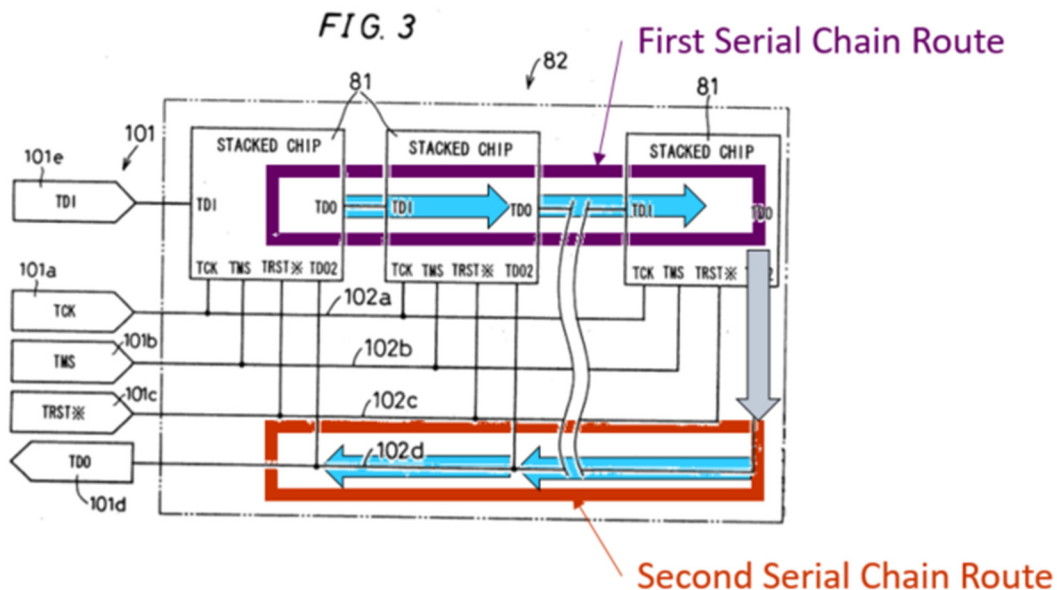 FIG. 3
First Serial Chain Route
82
81
81
101
STACKED CHIP
STACKED CHIP
STACKED CHIP
101e
TDI
TDI
TDO
TDI
TDO
TDI
TDO
TCK TMS TRST※ TDO2
TCK TMS TRST※ TDO2
TCK TMS TRST※
101a
102a
TCK
101b
102b
TMS
101c
102c
TRST※
102d
TDO
101d
Second Serial Chain Route